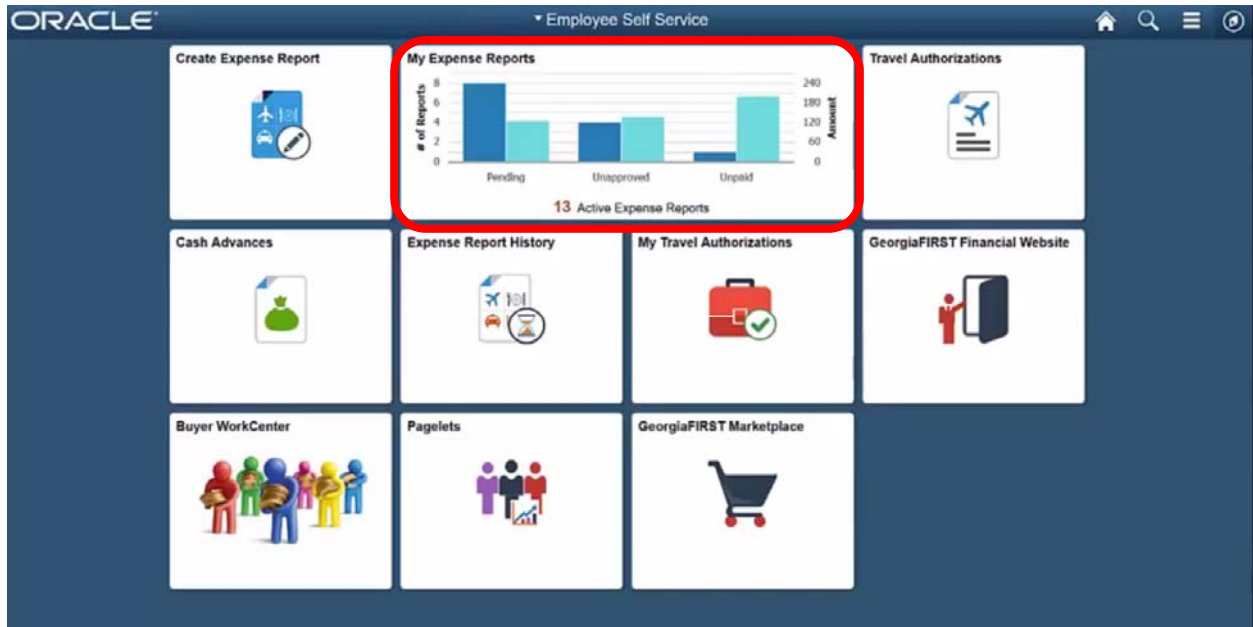 ORACLE
Employee Self Service
Create Expense Report
My Expense Reports
8
6
4
2
0
# of Reports
240
180
120
60
0
Amount
Pending
Unapproved
Unpaid
13 Active Expense Reports
Travel Authorizations
Cash Advances
Expense Report History
My Travel Authorizations
GeorgiaFIRST Financial Website
Buyer WorkCenter
Pagelets
GeorgiaFIRST Marketplace